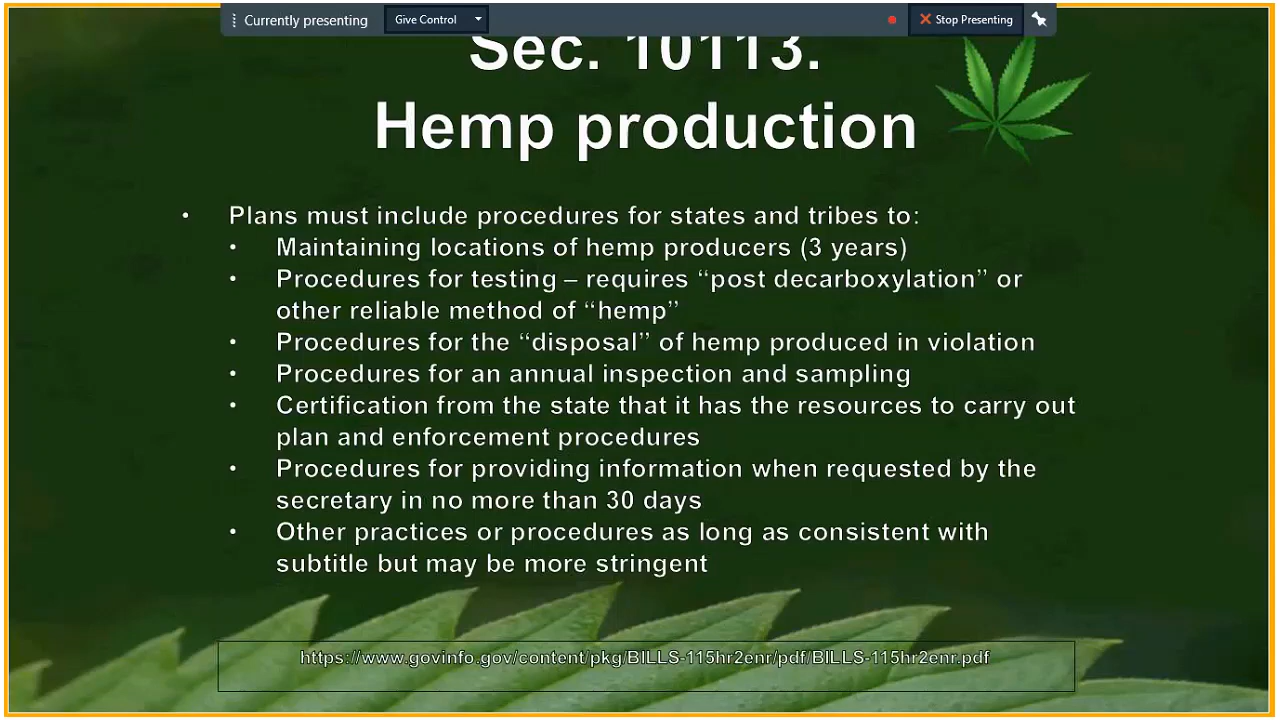 Currently presenting
Give Control
Stop Presenting
Sec. 10113.
Hemp production
• Plans must include procedures for states and tribes to:
• Maintaining locations of hemp producers (3 years)
• Procedures for testing – requires “post decarboxylation” or
other reliable method of “hemp”
• Procedures for the “disposal” of hemp produced in violation
• Procedures for an annual inspection and sampling
• Certification from the state that it has the resources to carry out
plan and enforcement procedures
• Procedures for providing information when requested by the
secretary in no more than 30 days
• Other practices or procedures as long as consistent with
subtitle but may be more stringent
https://www.govinfo.gov/content/pkg/BILLS-115hr2enr/pdf/BILLS-115hr2enr.pdf